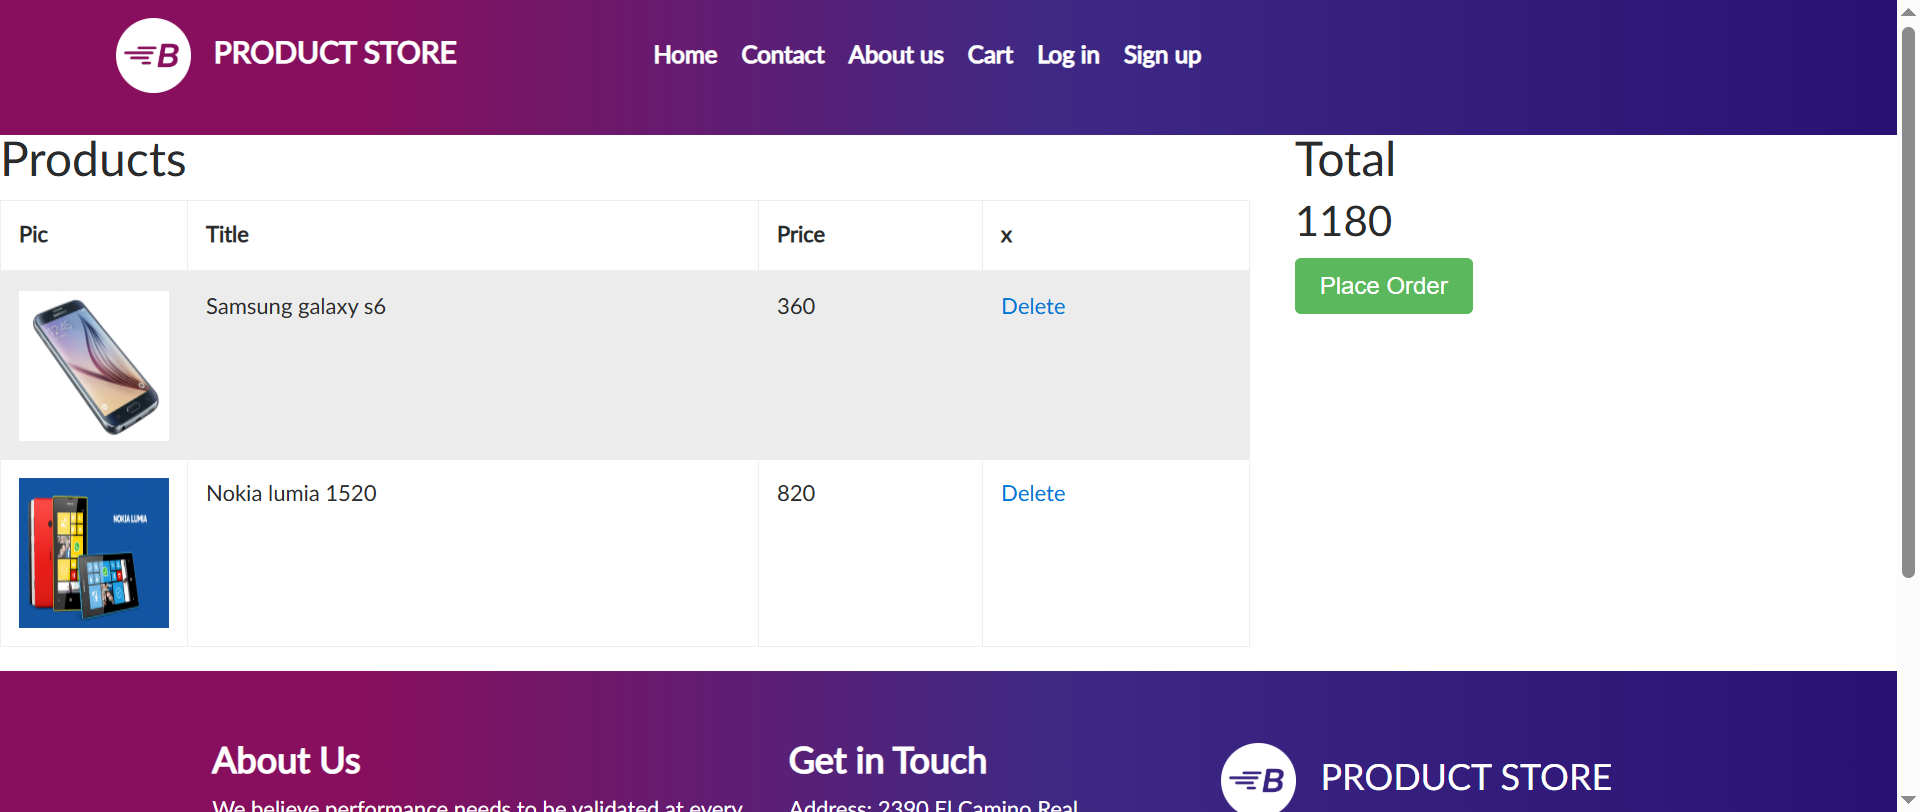 B PRODUCT STORE Home Contact About us Cart Log in Sign up
Products
Total
1180
Place Order
Pic Title Price x
Samsung galaxy s6 360 Delete
Nokia lumia 1520 820 Delete
NOKIA LUMIA
About Us
We believe performance needs to be validated at every
Get in Touch
Address: 2390 El Camino Real
B PRODUCT STORE